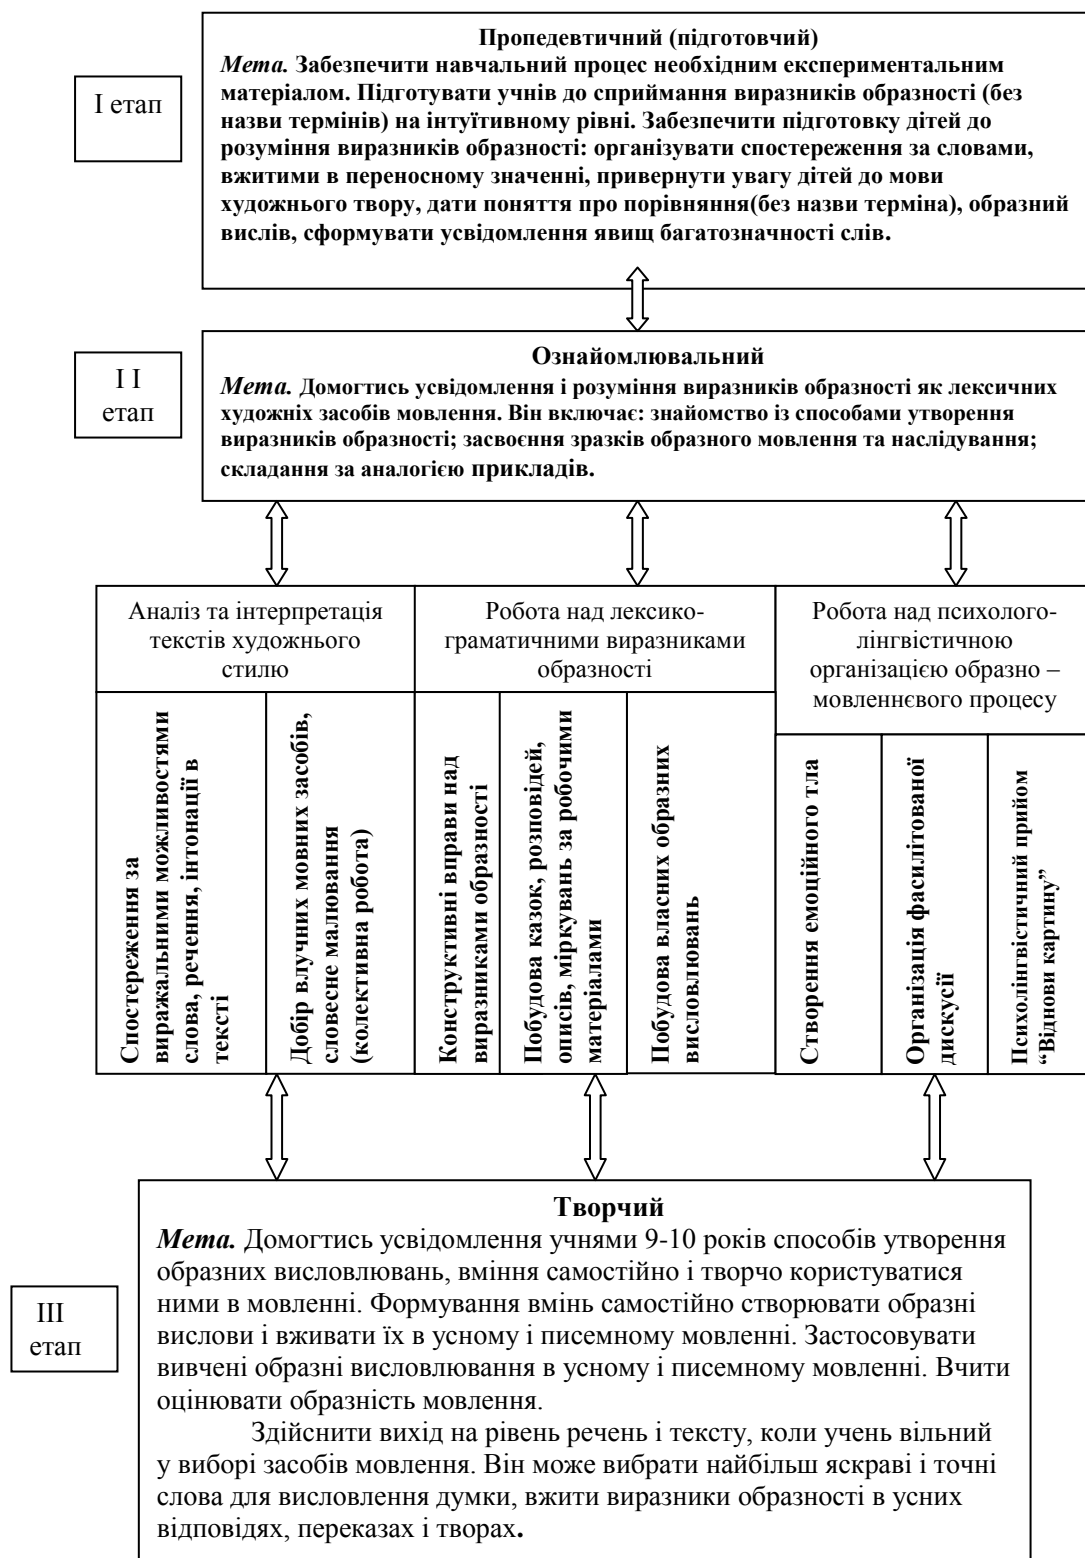 Пропедевтичний (підготовчий)
І етап
Мета. Забезпечити навчальний процес необхідним експериментальним
матеріалом. Підготувати учнів до сприймання виразників образності (без
назви термінів) на інтуїтивному рівні. Забезпечити підготовку дітей до
розуміння виразників образності: організувати спостереження за словами,
вжитими в переносному значенні, привернути увагу дітей до мови
художнього твору, дати поняття про порівняння(без назви терміна), образний
вислів, сформувати усвідомлення явищ багатозначності слів.
І І
етап
Ознайомлювальний
Мета. Домогтись усвідомлення і розуміння виразників образності як лексичних
художніх засобів мовлення. Він включає: знайомство із способами утворення
виразників образності; засвоєння зразків образного мовлення та наслідування;
складання за аналогією прикладів.
Аналіз та інтерпретація
текстів художнього
стилю
Робота над лексико-
граматичними виразниками
образності
Робота над психолого-
лінгвістичною
організацією образно –
мовленнєвого процесу
Спостереження за
виражальними можливостями
слова, речення, інтонації в
тексті
Добір влучних мовних засобів,
словесне малювання
(колективна робота)
Конструктивні вправи над
виразниками образності
Побудова казок, розповідей,
описів, міркувань за робочими
матеріалами
Побудова власних образних
висловлювань
Створення емоційного тла
Організація фасилітованої
дискусії
Психолінгвістичний прийом
“Віднови картину”
ІІІ
етап
Творчий
Мета. Домогтись усвідомлення учнями 9-10 років способів утворення
образних висловлювань, вміння самостійно і творчо користуватися
ними в мовленні. Формування вмінь самостійно створювати образні
вислови і вживати їх в усному і писемному мовленні. Застосовувати
вивчені образні висловлювання в усному і писемному мовленні. Вчити
оцінювати образність мовлення.
Здійснити вихід на рівень речень і тексту, коли учень вільний
у виборі засобів мовлення. Він може вибрати найбільш яскраві і точні
слова для висловлення думки, вжити виразники образності в усних
відповідях, переказах і творах.